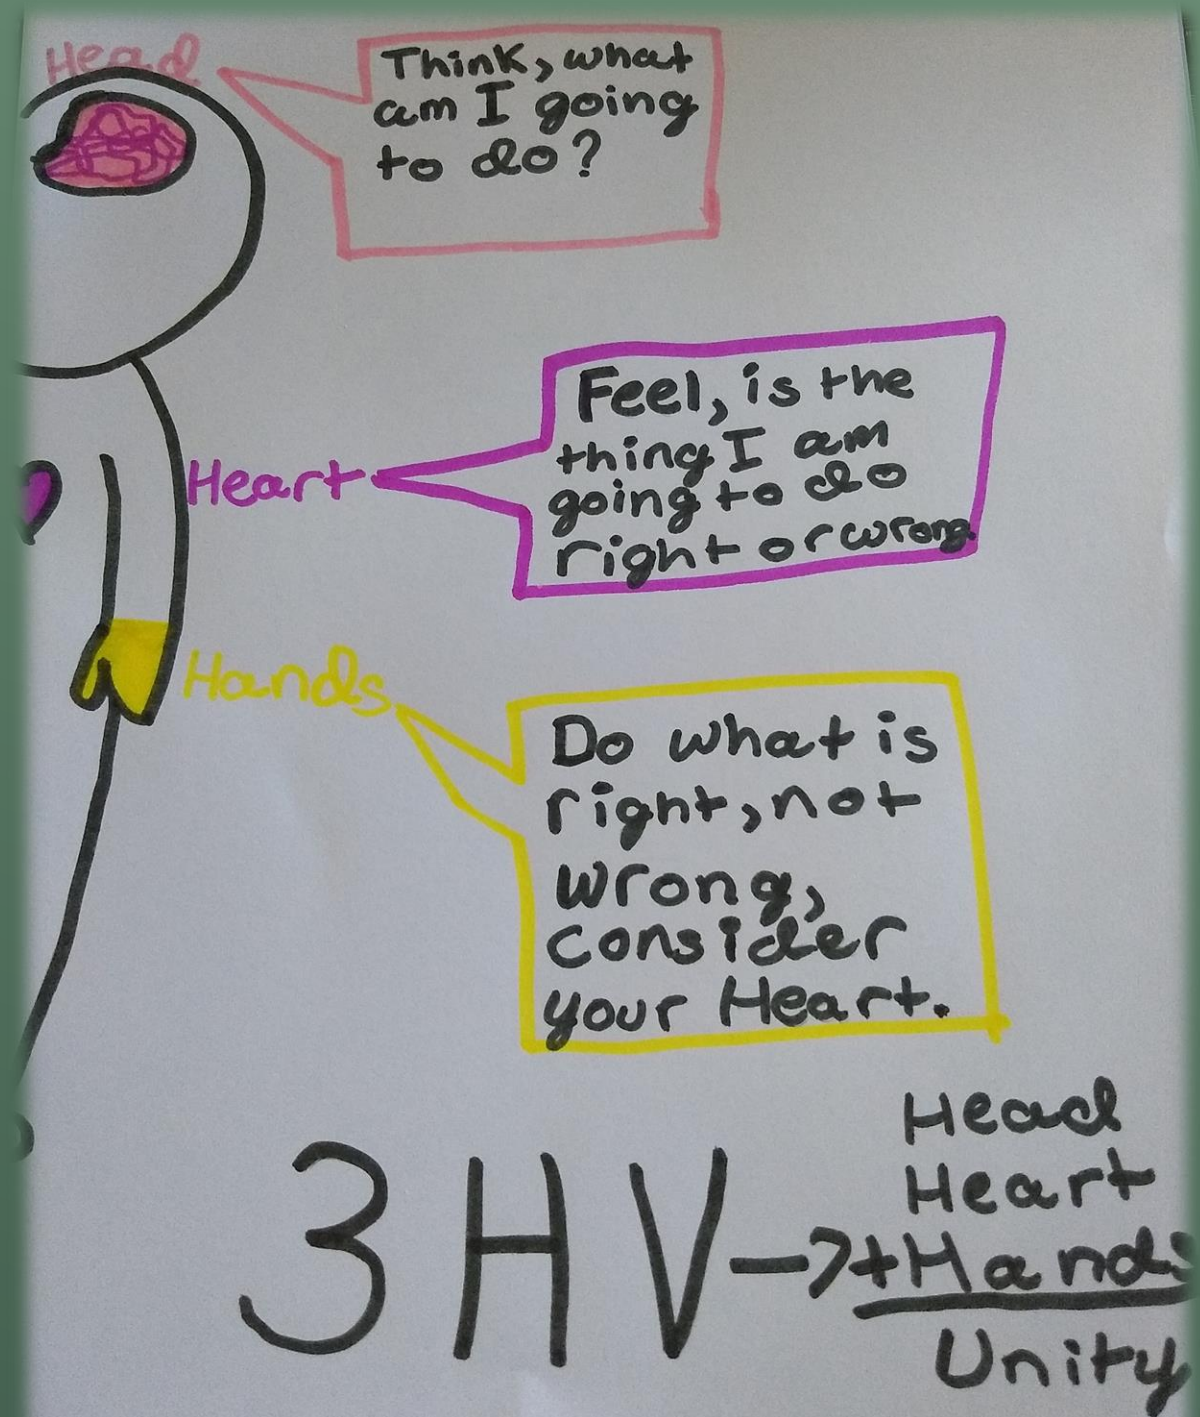 Head
Think, what
am I going
to do?
Heart
Feel, is the
thing I am
going to do
right or wrong.
Hands
Do what is
right, not
wrong,
consider
your Heart.
3HV→
Head
Heart
+Hands
Unity